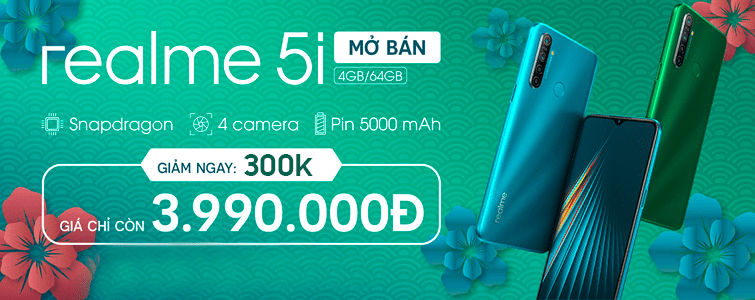 realme 5i MỞ BÁN
4GB/64GB
Snapdragon 4 camera Pin 5000 mAh
GIẢM NGAY: 300K
GIÁ CHỈ CÒN 3.990.000Đ
realme